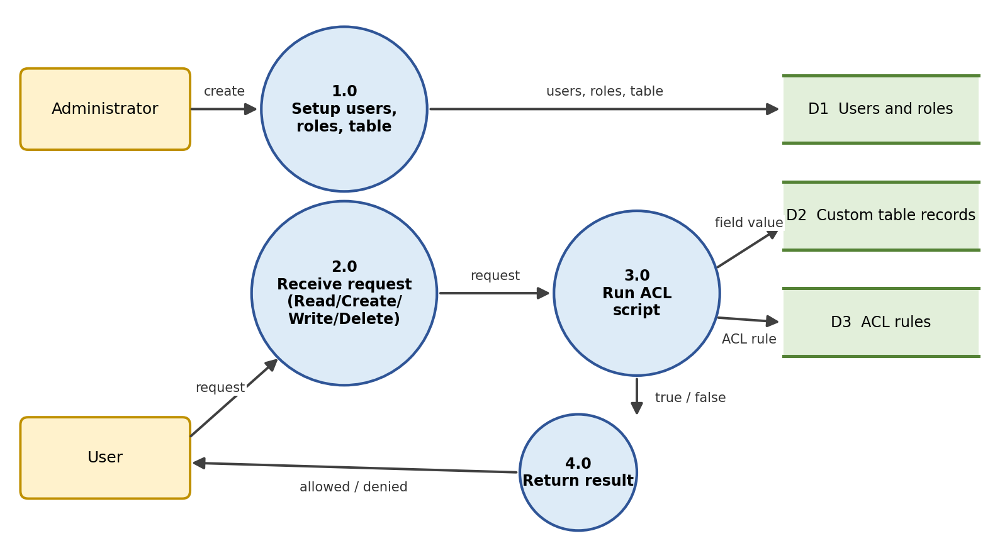 Administrator
create
1.0
Setup users,
roles, table
users, roles, table
D1  Users and roles
2.0
Receive request
(Read/Create/
Write/Delete)
request
3.0
Run ACL
script
field value
D2  Custom table records
ACL rule
D3  ACL rules
request
true / false
User
allowed / denied
4.0
Return result